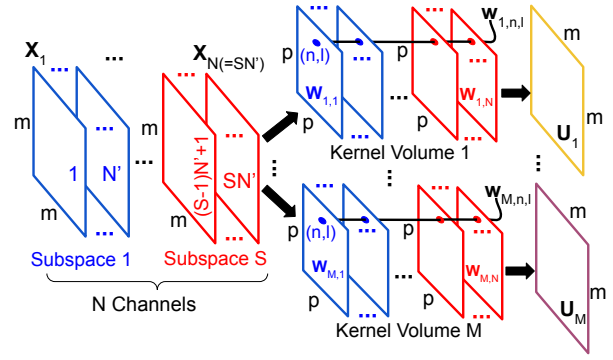 X1
...
XN(=SN')
m
m
1
N'
...
...
m
m
(S-1)N'+1
SN'
...
...
Subspace 1
Subspace S
N Channels
p
p
(n,l)
w1,1
...
...
p
w1,N
w1,n,l
Kernel Volume 1
p
p
(n,l)
wM,1
...
...
p
wM,N
wM,n,l
Kernel Volume M
m
m
U1
...
m
m
UM